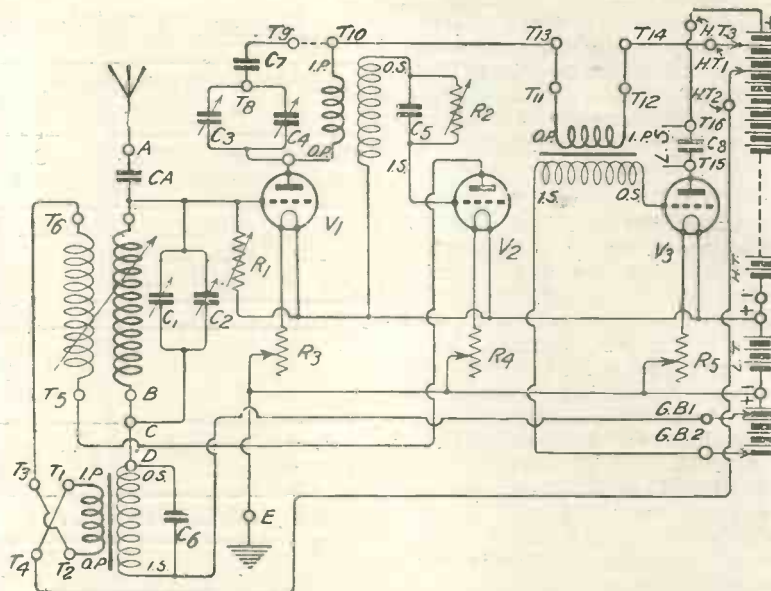 T9 T10 T13 T14 H.T.3
C7 H.T.1
I.P. O.S.
T8 T11 T12 H.T.2
C3 C4 C5 R2 T16
A O.P. O.P. I.P. L.S. C8
CA I.S. I.S. O.S. T15
T6 V1 V2 V3
R1
C1 C2 H.T.
R3 R4 R5 L.T.
T5 B
C G.B.1
D G.B.2
T3 T1 I.P. O.S.
C6 E
T4 T2 O.P. I.S.
+
-
+
-
+